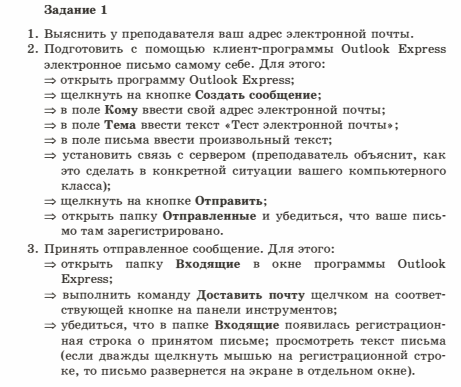 Задание 1
1. Выяснить у преподавателя ваш адрес электронной почты.
2. Подготовить с помощью клиент-программы Outlook Express
электронное письмо самому себе. Для этого:
⇒ открыть программу Outlook Express;
⇒ щелкнуть на кнопке Создать сообщение;
⇒ в поле Кому ввести свой адрес электронной почты;
⇒ в поле Тема ввести текст «Тест электронной почты»;
⇒ в поле письма ввести произвольный текст;
⇒ установить связь с сервером (преподаватель объяснит, как
это сделать в конкретной ситуации вашего компьютерного
класса);
⇒ щелкнуть на кнопке Отправить;
⇒ открыть папку Отправленные и убедиться, что ваше пись-
мо там зарегистрировано.
3. Принять отправленное сообщение. Для этого:
⇒ открыть папку Входящие в окне программы Outlook
Express;
⇒ выполнить команду Доставить почту щелчком на соответ-
ствующей кнопке на панели инструментов;
⇒ убедиться, что в папке Входящие появилась регистрацион-
ная строка о принятом письме; просмотреть текст письма
(если дважды щелкнуть мышью на регистрационной стро-
ке, то письмо развернется на экране в отдельном окне).